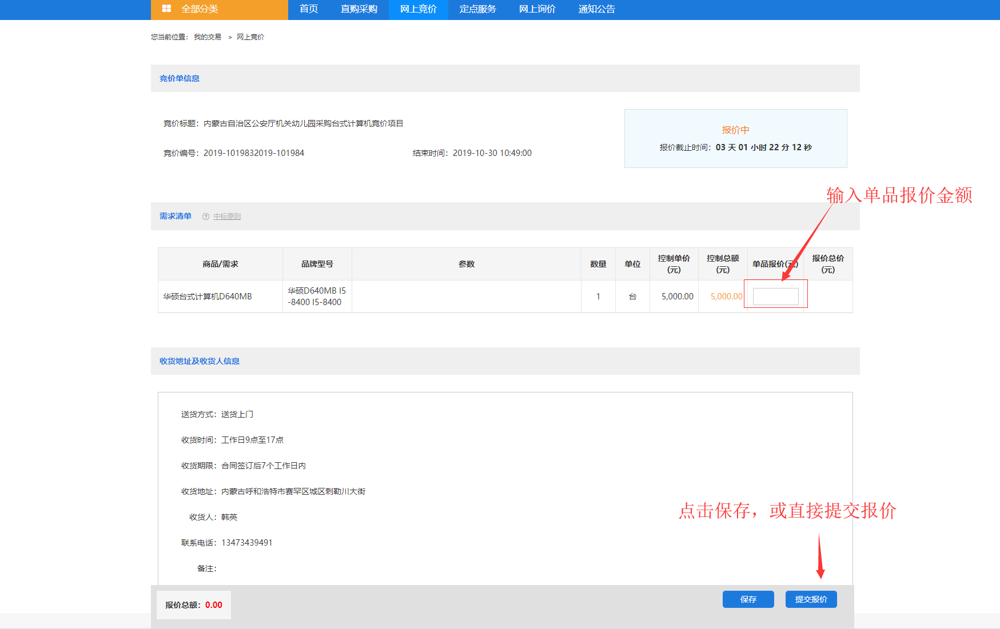 全部分类 首页 直购采购 网上竞价 定点服务 网上询价 通知公告
您当前位置： 我的交易 > 网上竞价
竞价单信息
竞价标题：内蒙古自治区公安厅机关幼儿园采购台式计算机竞价项目
报价中
竞价编号：2019-1019832019-101984 结束时间：2019-10-30 10:49:00
报价截止时间：03 天 01 小时 22 分 12 秒
输入单品报价金额
需求清单 ? 中标原则
商品/需求 品牌型号 参数 数量 单位 控制单价(元) 控制总额(元) 单品报价(元) 报价总价(元)
华硕台式计算机D640MB 华硕D640MB I5-8400 I5-8400 1 台 5,000.00 5,000.00
收货地址及收货人信息
送货方式：送货上门
收货时间：工作日9点至17点
收货期限：合同签订后7个工作日内
收货地址：内蒙古呼和浩特市赛罕区城区刺勒川大街
收货人：韩英
点击保存，或直接提交报价
联系电话：13473439491
备注：
报价总额：0.00 保存 提交报价